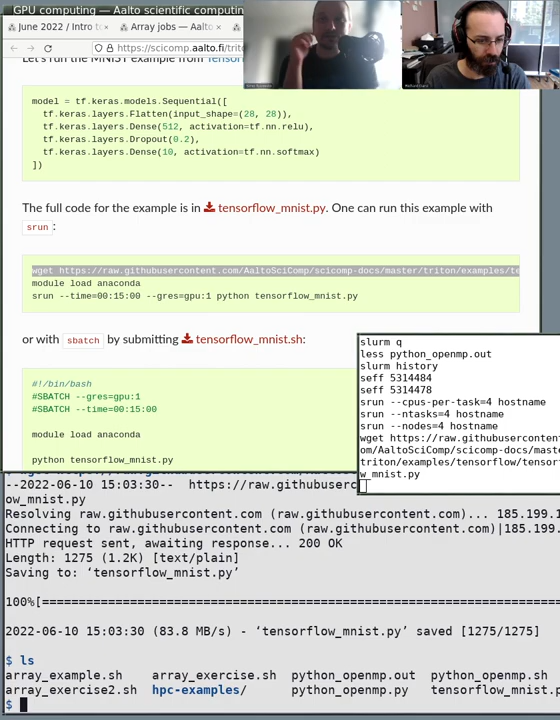 GPU computing — Aalto scientific computing
June 2022 / Intro to
Array jobs — Aalto
https://scicomp.aalto.fi/trito
Let's run the MNIST example from
model = tf.keras.models.Sequential([
tf.keras.layers.Flatten(input_shape=(28, 28)),
tf.keras.layers.Dense(512, activation=tf.nn.relu),
tf.keras.layers.Dropout(0.2),
tf.keras.layers.Dense(10, activation=tf.nn.softmax)
])
The full code for the example is in tensorflow_mnist.py. One can run this example with
srun :
wget https://raw.githubusercontent.com/AaltoSciComp/scicomp-docs/master/triton/examples/te
module load anaconda
srun --time=00:15:00 --gres=gpu:1 python tensorflow_mnist.py
or with sbatch by submitting tensorflow_mnist.sh:
#!/bin/bash
#SBATCH --gres=gpu:1
#SBATCH --time=00:15:00
module load anaconda
python tensorflow_mnist.py
slurm q
less python_openmp.out
slurm history
seff 5314484
seff 5314478
srun --cpus-per-task=4 hostname
srun --ntasks=4 hostname
srun --nodes=4 hostname
wget https://raw.githubusercontent
om/AaltoSciComp/scicomp-docs/maste
triton/examples/tensorflow/tensorf
w_mnist.py
--2022-06-10 15:03:30-- https://raw.githubuserc
ow_mnist.py
Resolving raw.githubusercontent.com (raw.githubusercontent.com)... 185.199.1
Connecting to raw.githubusercontent.com (raw.githubusercontent.com)|185.199.
HTTP request sent, awaiting response... 200 OK
Length: 1275 (1.2K) [text/plain]
Saving to: ‘tensorflow_mnist.py’
100%[===================================================
2022-06-10 15:03:30 (83.8 MB/s) - ‘tensorflow_mnist.py’ saved [1275/1275]
$ ls
array_example.sh array_exercise.sh python_openmp.out python_openmp.sh
array_exercise2.sh hpc-examples/ python_openmp.py tensorflow_mnist.p
$